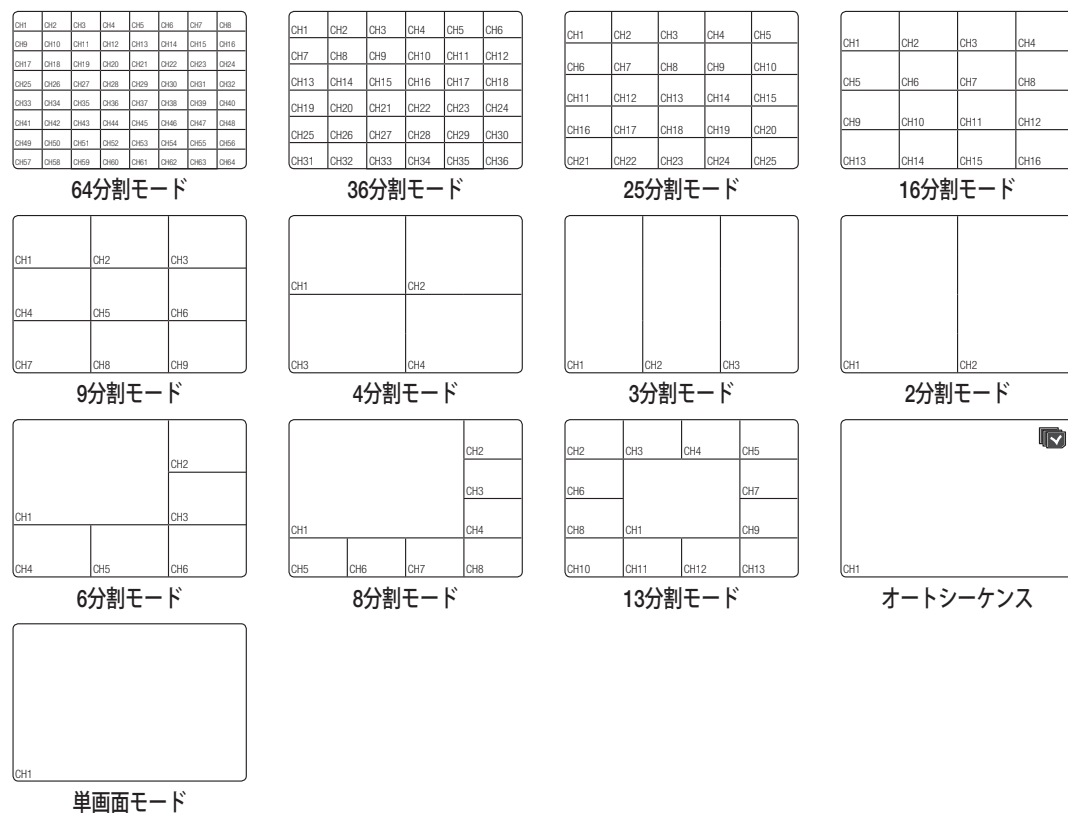 CH1 CH2 CH3 CH4 CH5 CH6 CH7 CH8
CH9 CH10 CH11 CH12 CH13 CH14 CH15 CH16
CH17 CH18 CH19 CH20 CH21 CH22 CH23 CH24
CH25 CH26 CH27 CH28 CH29 CH30 CH31 CH32
CH33 CH34 CH35 CH36 CH37 CH38 CH39 CH40
CH41 CH42 CH43 CH44 CH45 CH46 CH47 CH48
CH49 CH50 CH51 CH52 CH53 CH54 CH55 CH56
CH57 CH58 CH59 CH60 CH61 CH62 CH63 CH64
64分割モード
CH1 CH2 CH3 CH4 CH5 CH6
CH7 CH8 CH9 CH10 CH11 CH12
CH13 CH14 CH15 CH16 CH17 CH18
CH19 CH20 CH21 CH22 CH23 CH24
CH25 CH26 CH27 CH28 CH29 CH30
CH31 CH32 CH33 CH34 CH35 CH36
36分割モード
CH1 CH2 CH3 CH4 CH5
CH6 CH7 CH8 CH9 CH10
CH11 CH12 CH13 CH14 CH15
CH16 CH17 CH18 CH19 CH20
CH21 CH22 CH23 CH24 CH25
25分割モード
CH1 CH2 CH3 CH4
CH5 CH6 CH7 CH8
CH9 CH10 CH11 CH12
CH13 CH14 CH15 CH16
16分割モード
CH1 CH2 CH3
CH4 CH5 CH6
CH7 CH8 CH9
9分割モード
CH1 CH2
CH3 CH4
4分割モード
CH1 CH2 CH3
3分割モード
CH1 CH2
2分割モード
CH2
CH1 CH3
CH4 CH5 CH6
6分割モード
CH2
CH3
CH1 CH4
CH5 CH6 CH7 CH8
8分割モード
CH2 CH3 CH4 CH5
CH6 CH7
CH8 CH1 CH9
CH10 CH11 CH12 CH13
13分割モード
CH1
オートシーケンス
CH1
単画面モード